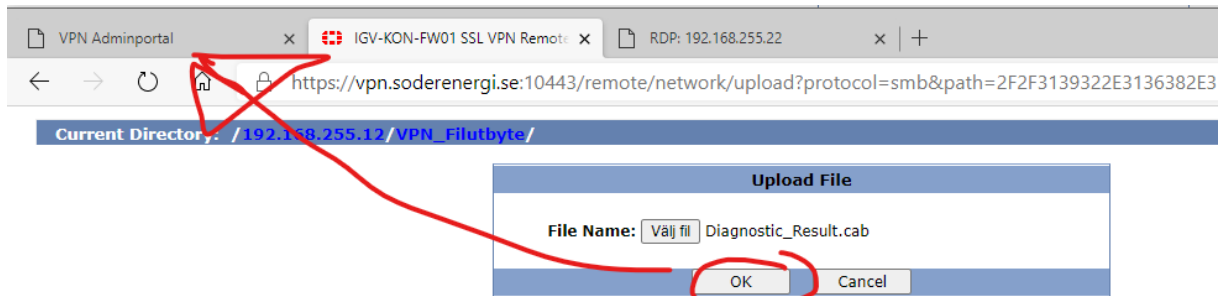 VPN Adminportal
IGV-KON-FW01 SSL VPN Remote
RDP: 192.168.255.22
https://vpn.soderenergi.se:10443/remote/network/upload?protocol=smb&path=2F2F3139322E3136382E3
Current Directory: /192.168.255.12/VPN_Filutbyte/
Upload File
File Name: Välj fil Diagnostic_Result.cab
OK Cancel